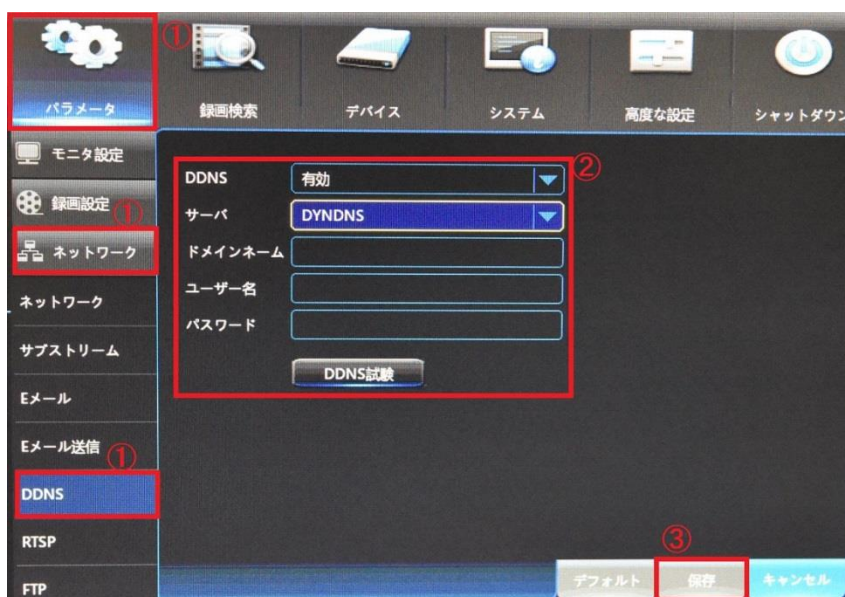 ①
パラメータ 録画検索 デバイス システム 高度な設定 シャットダウン
モニタ設定
録画設定
①
ネットワーク
ネットワーク
サブストリーム
Eメール
Eメール送信
①
DDNS
RTSP
FTP
②
DDNS 有効
サーバ DYNDNS
ドメインネーム
ユーザー名
パスワード
DDNS試験
③
デフォルト 保存 キャンセル